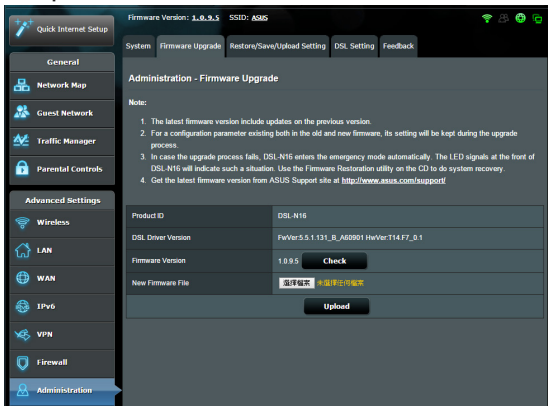 Firmware Version: 1.0.9.5 SSID: ASUS
Quick Internet Setup
System Firmware Upgrade Restore/Save/Upload Setting DSL Setting Feedback
General
Network Map
Guest Network
Traffic Manager
Parental Controls
Advanced Settings
Wireless
LAN
WAN
IPv6
VPN
Firewall
Administration
Administration - Firmware Upgrade
Note:
1. The latest firmware version include updates on the previous version.
2. For a configuration parameter existing both in the old and new firmware, its setting will be kept during the upgrade
process.
3. In case the upgrade process fails, DSL-N16 enters the emergency mode automatically. The LED signals at the front of
DSL-N16 will indicate such a situation. Use the Firmware Restoration utility on the CD to do system recovery.
4. Get the latest firmware version from ASUS Support site at http://www.asus.com/support/
Product ID DSL-N16
DSL Driver Version FwVer:5.5.1.131_B_A60901 HwVer:T14.F7_0.1
Firmware Version 1.0.9.5 Check
New Firmware File 選擇檔案 未選擇任何檔案
Upload